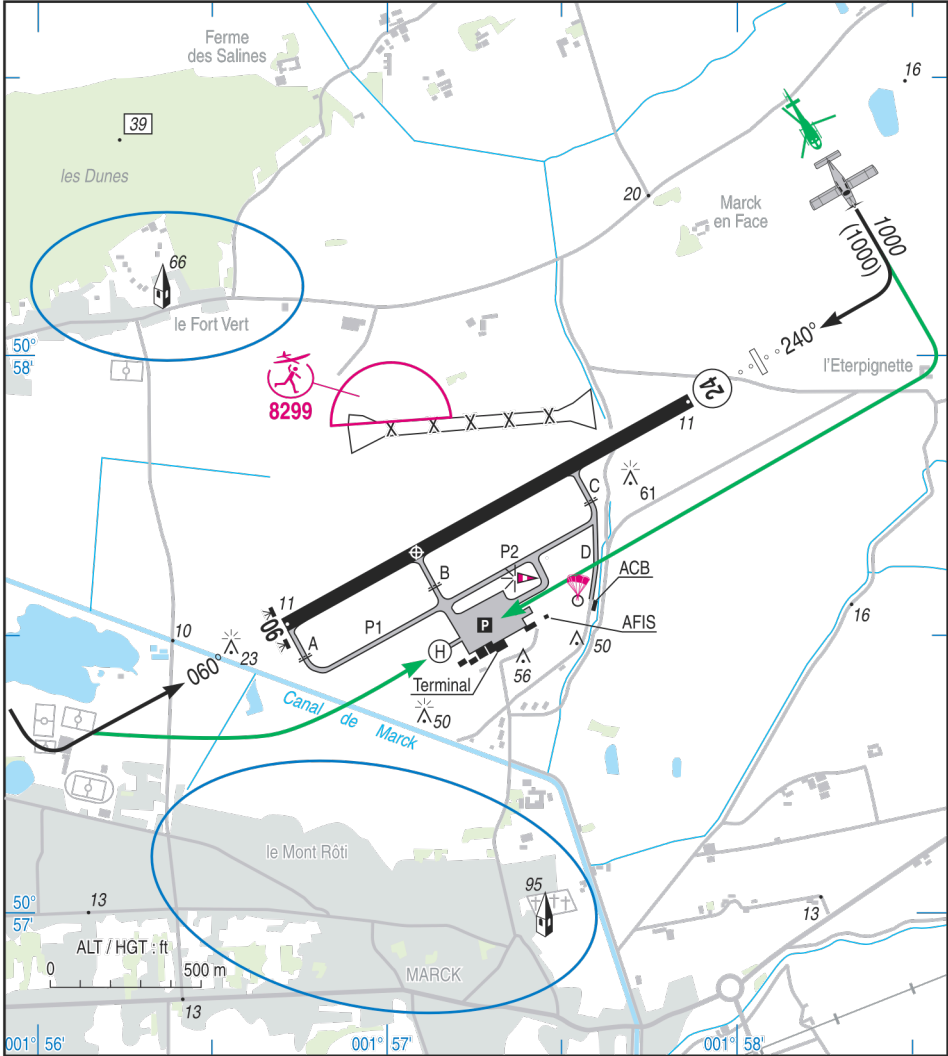 Ferme
des Salines
16
39
les Dunes
20
Marck
en Face
1000
(1000)
66
le Fort Vert
240°
50°
58'
l'Eterpignette
8299
24
11
X X X X X
61
C
P2
D
B
ACB
11
06
A
P1
P
AFIS
10
23
H
50
16
060°
56
Terminal
50
Canal de Marck
le Mont Rôti
95
13
50°
57'
13
ALT / HGT : ft
0 500 m
MARCK
13
001° 56'
001° 57'
001° 58'